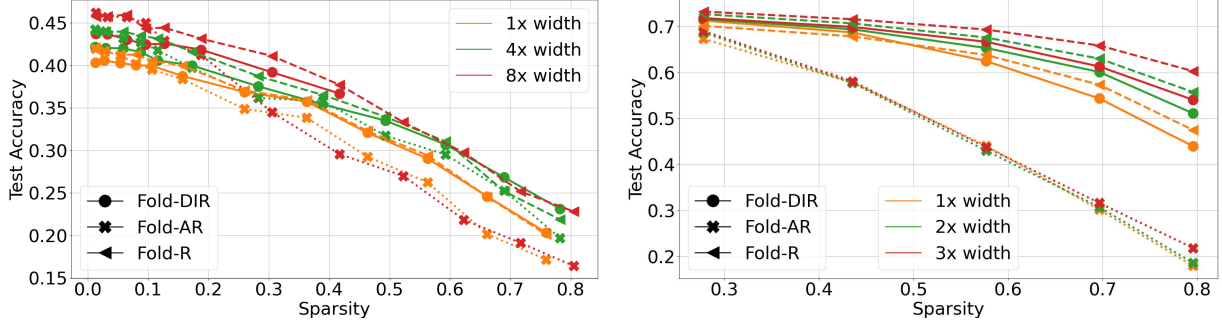 Test Accuracy
0.45
0.40
0.35
0.30
0.25
0.20
0.15
1x width
4x width
8x width
Fold-DIR
Fold-AR
Fold-R
0.0 0.1 0.2 0.3 0.4 0.5 0.6 0.7 0.8
Sparsity
Test Accuracy
0.7
0.6
0.5
0.4
0.3
0.2
Fold-DIR
Fold-AR
Fold-R
1x width
2x width
3x width
0.3 0.4 0.5 0.6 0.7 0.8
Sparsity